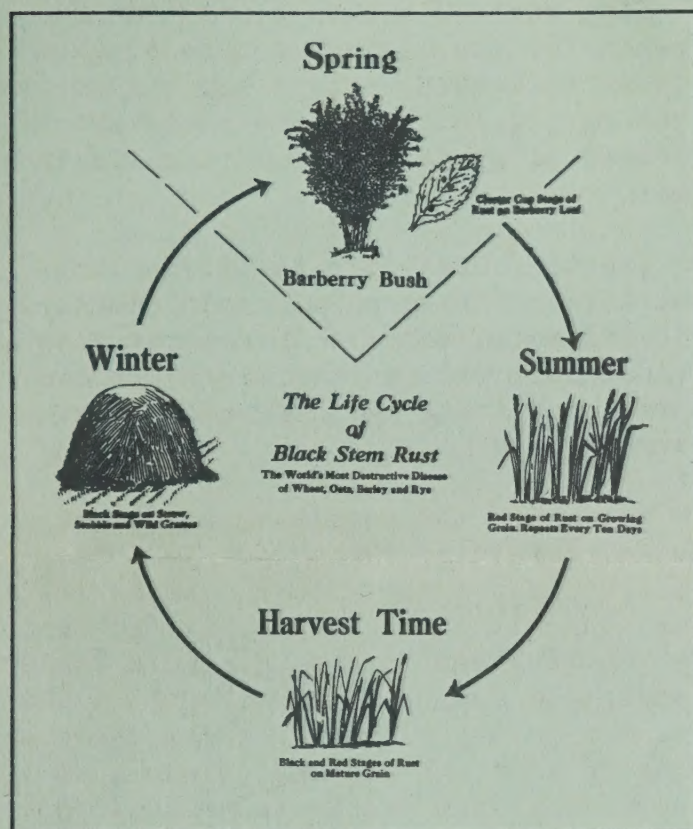 Spring
Cluster Cup Stage of
Rust on Barberry Leaf
Barberry Bush
Winter
Summer
The Life Cycle
of
Black Stem Rust
The World's Most Destructive Disease
of Wheat, Oats, Barley and Rye
Black Stage on Straw,
Stubble and Wild Grasses
Red Stage of Rust on Growing
Grain. Repeats Every Ten Days
Harvest Time
Black and Red Stages of Rust
on Mature Grain